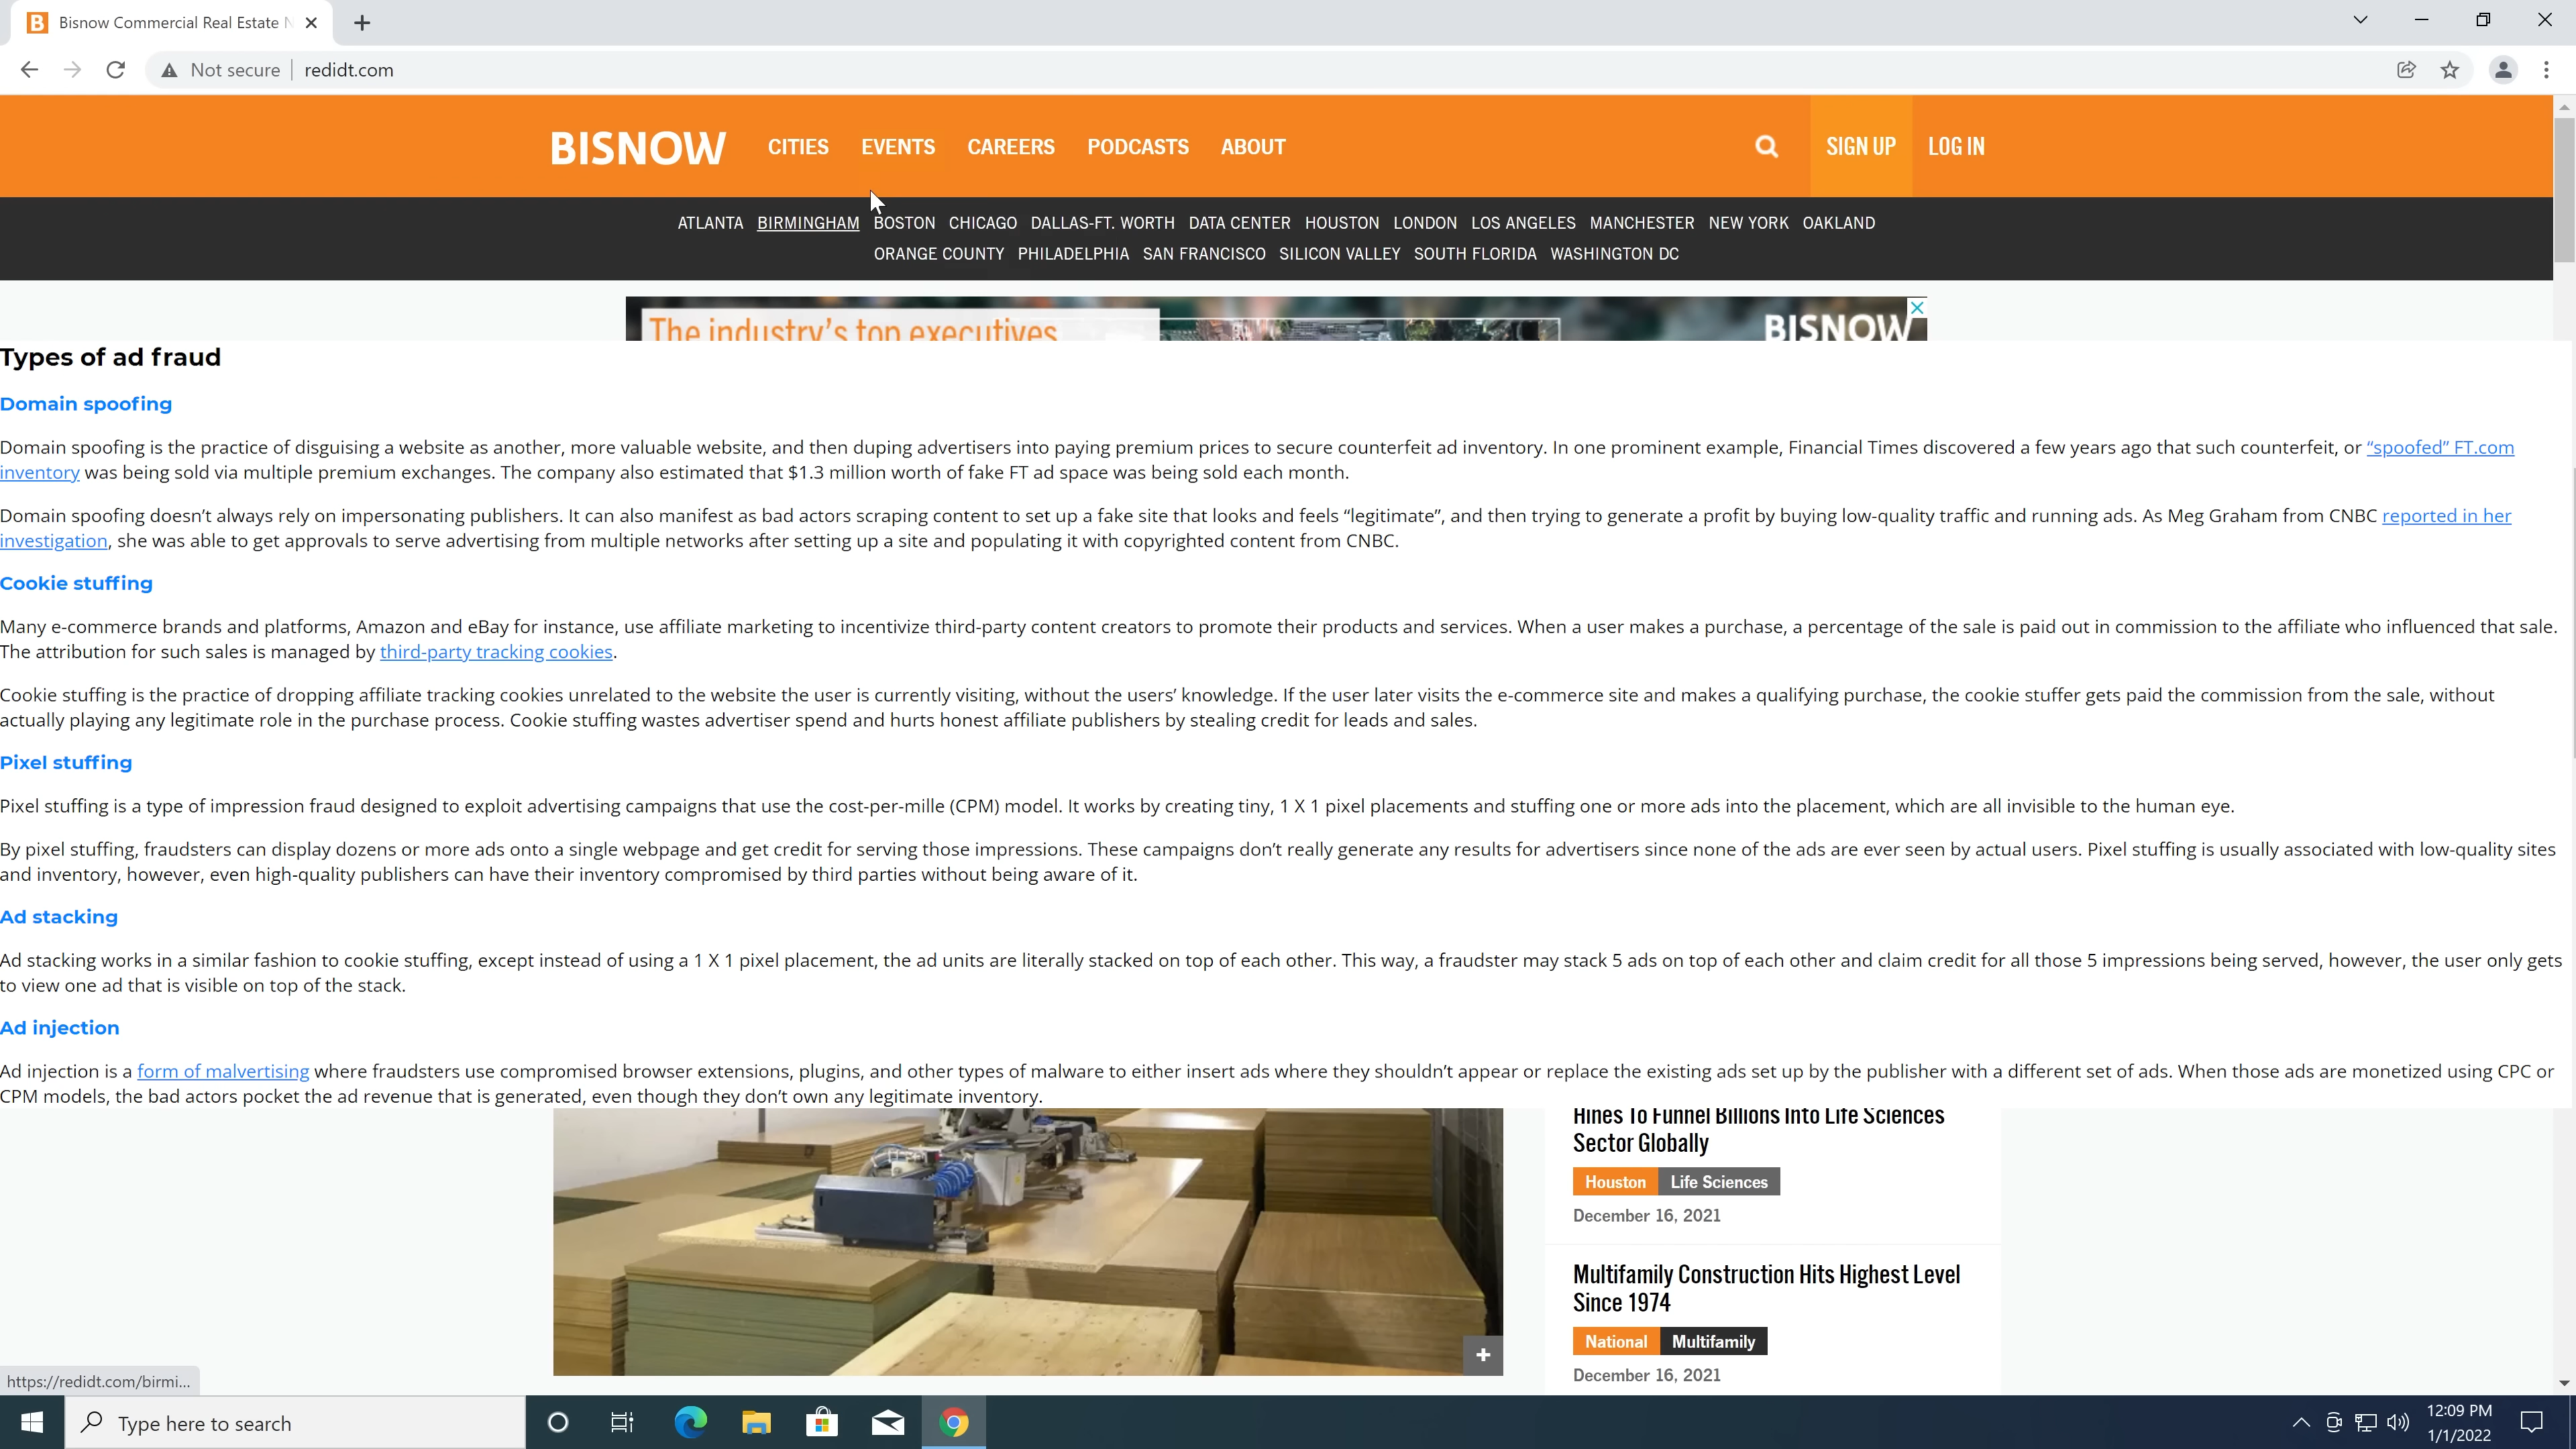 Bisnow Commercial Real Estate
Not secure redidt.com
BISNOW CITIES EVENTS CAREERS PODCASTS ABOUT SIGN UP LOG IN
ATLANTA BIRMINGHAM BOSTON CHICAGO DALLAS-FT. WORTH DATA CENTER HOUSTON LONDON LOS ANGELES MANCHESTER NEW YORK OAKLAND
ORANGE COUNTY PHILADELPHIA SAN FRANCISCO SILICON VALLEY SOUTH FLORIDA WASHINGTON DC
The industry's top executives BISNOW
Types of ad fraud
Domain spoofing
Domain spoofing is the practice of disguising a website as another, more valuable website, and then duping advertisers into paying premium prices to secure counterfeit ad inventory. In one prominent example, Financial Times discovered a few years ago that such counterfeit, or “spoofed” FT.com
inventory was being sold via multiple premium exchanges. The company also estimated that $1.3 million worth of fake FT ad space was being sold each month.
Domain spoofing doesn’t always rely on impersonating publishers. It can also manifest as bad actors scraping content to set up a fake site that looks and feels “legitimate”, and then trying to generate a profit by buying low-quality traffic and running ads. As Meg Graham from CNBC reported in her
investigation, she was able to get approvals to serve advertising from multiple networks after setting up a site and populating it with copyrighted content from CNBC.
Cookie stuffing
Many e-commerce brands and platforms, Amazon and eBay for instance, use affiliate marketing to incentivize third-party content creators to promote their products and services. When a user makes a purchase, a percentage of the sale is paid out in commission to the affiliate who influenced that sale.
The attribution for such sales is managed by third-party tracking cookies.
Cookie stuffing is the practice of dropping affiliate tracking cookies unrelated to the website the user is currently visiting, without the users’ knowledge. If the user later visits the e-commerce site and makes a qualifying purchase, the cookie stuffer gets paid the commission from the sale, without
actually playing any legitimate role in the purchase process. Cookie stuffing wastes advertiser spend and hurts honest affiliate publishers by stealing credit for leads and sales.
Pixel stuffing
Pixel stuffing is a type of impression fraud designed to exploit advertising campaigns that use the cost-per-mille (CPM) model. It works by creating tiny, 1 X 1 pixel placements and stuffing one or more ads into the placement, which are all invisible to the human eye.
By pixel stuffing, fraudsters can display dozens or more ads onto a single webpage and get credit for serving those impressions. These campaigns don’t really generate any results for advertisers since none of the ads are ever seen by actual users. Pixel stuffing is usually associated with low-quality sites
and inventory, however, even high-quality publishers can have their inventory compromised by third parties without being aware of it.
Ad stacking
Ad stacking works in a similar fashion to cookie stuffing, except instead of using a 1 X 1 pixel placement, the ad units are literally stacked on top of each other. This way, a fraudster may stack 5 ads on top of each other and claim credit for all those 5 impressions being served, however, the user only gets
to view one ad that is visible on top of the stack.
Ad injection
Ad injection is a form of malvertising where fraudsters use compromised browser extensions, plugins, and other types of malware to either insert ads where they shouldn’t appear or replace the existing ads set up by the publisher with a different set of ads. When those ads are monetized using CPC or
CPM models, the bad actors pocket the ad revenue that is generated, even though they don’t own any legitimate inventory.
Hines To Funnel Billions Into Life Sciences
Sector Globally
Houston Life Sciences
December 16, 2021
Multifamily Construction Hits Highest Level
Since 1974
National Multifamily
December 16, 2021
https://redidt.com/birmi...
Type here to search
12:09 PM
1/1/2022